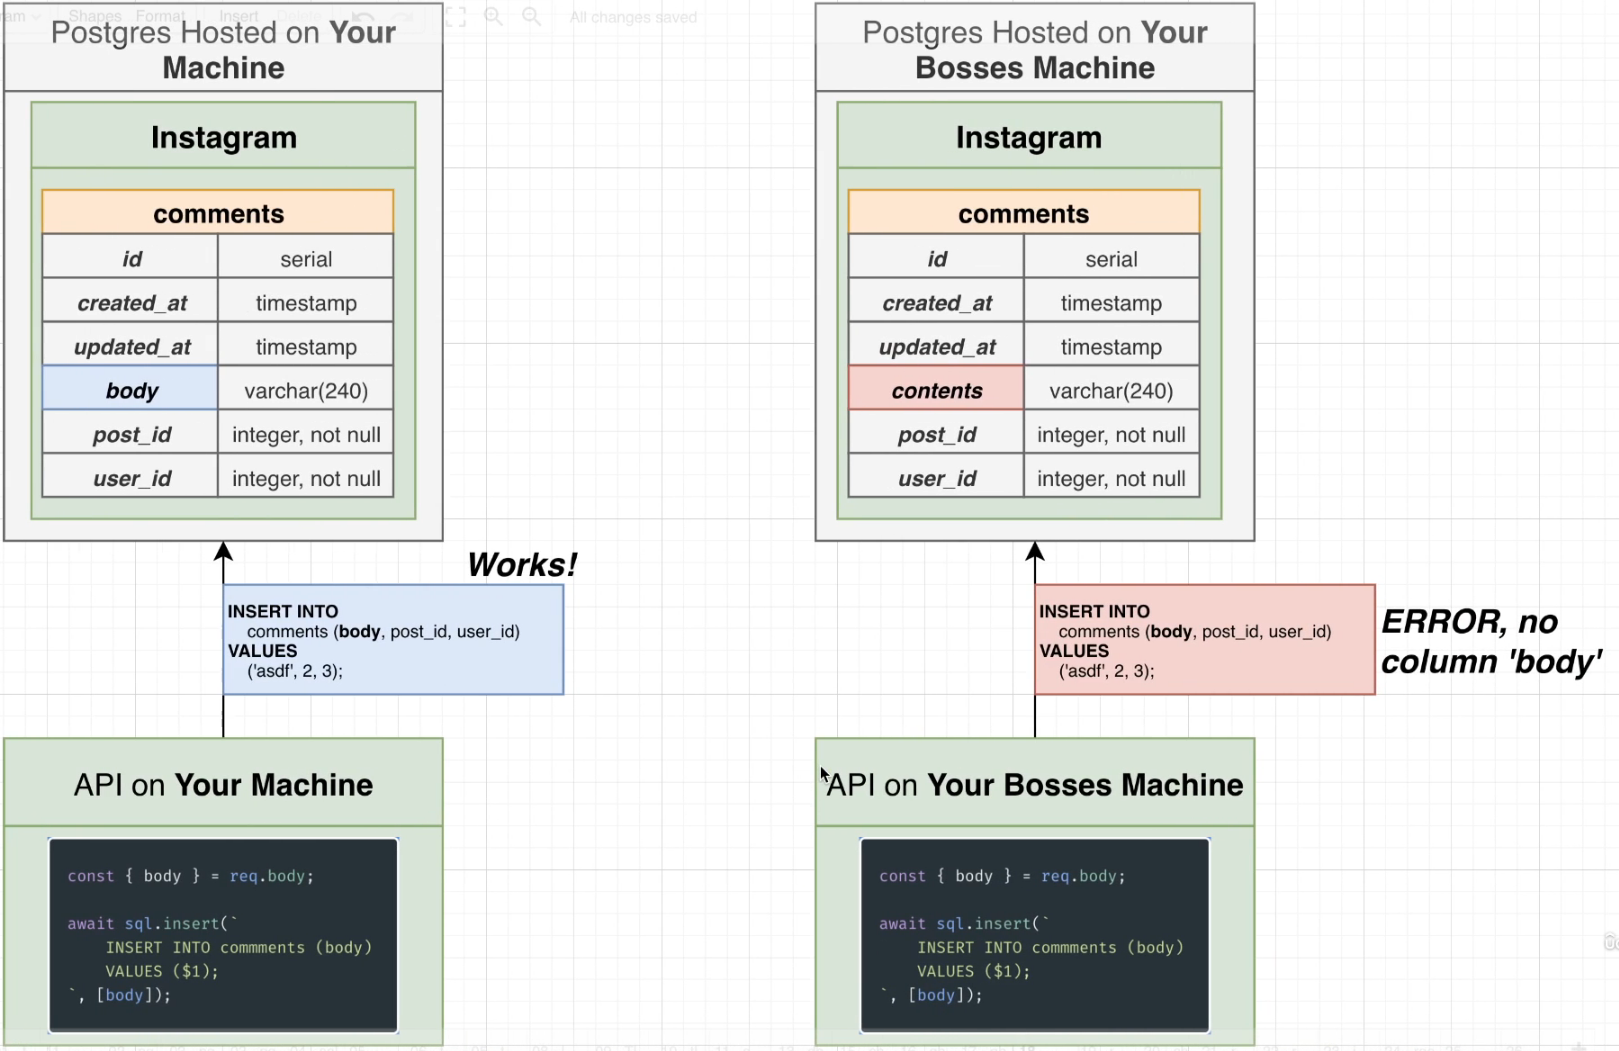 Shapes Format Insert Delete All changes saved
Postgres Hosted on Your
Machine
Instagram
comments
id serial
created_at timestamp
updated_at timestamp
body varchar(240)
post_id integer, not null
user_id integer, not null
Works!
INSERT INTO
comments (body, post_id, user_id)
VALUES
('asdf', 2, 3);
API on Your Machine
const { body } = req.body;
await sql.insert(`
INSERT INTO commments (body)
VALUES ($1);
`, [body]);
Postgres Hosted on Your
Bosses Machine
Instagram
comments
id serial
created_at timestamp
updated_at timestamp
contents varchar(240)
post_id integer, not null
user_id integer, not null
INSERT INTO
comments (body, post_id, user_id)
VALUES
('asdf', 2, 3);
ERROR, no
column 'body'
API on Your Bosses Machine
const { body } = req.body;
await sql.insert(`
INSERT INTO commments (body)
VALUES ($1);
`, [body]);